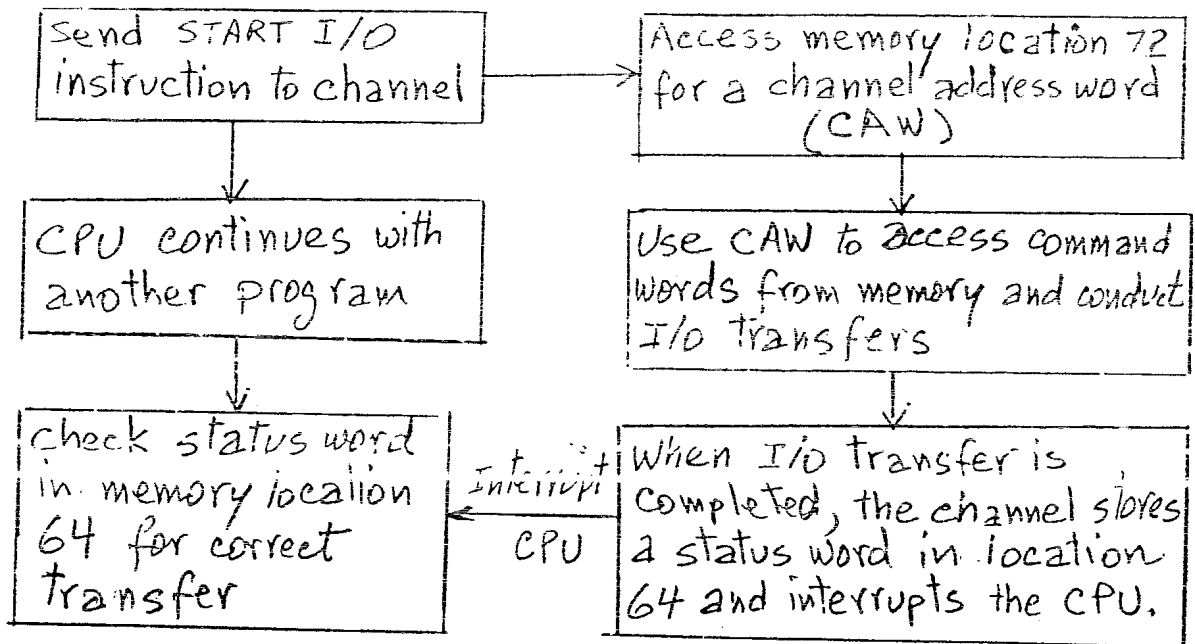 Send START I/O
instruction to channel
Access memory location 72
for a channel address word
(CAW)
CPU continues with
another program
Use CAW to access command
words from memory and conduct
I/O transfers
Check status word
in memory location
64 for correct
transfer
Interrupt
CPU
When I/O transfer is
completed, the channel stores
a status word in location
64 and interrupts the CPU.